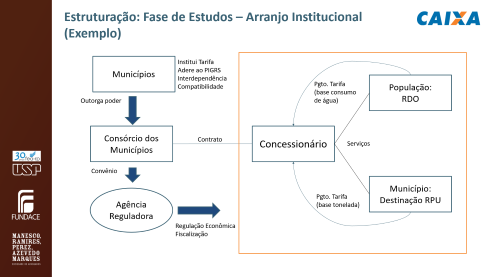 Estruturação: Fase de Estudos – Arranjo Institucional
(Exemplo)
CAIXA
Municípios
Institui Tarifa
Adere ao PIGRS
Interdependência
Compatibilidade
Outorga poder
Consórcio dos
Municípios
Contrato
Convênio
Agência
Reguladora
Regulação Econômica
Fiscalização
Concessionário
Pgto. Tarifa
(base consumo
de água)
População:
RDO
Serviços
Pgto. Tarifa
(base tonelada)
Município:
Destinação RPU
USP
FUNDACE
MANESCO,
RAMIRES,
PEREZ,
AZEVEDO
MARQUES